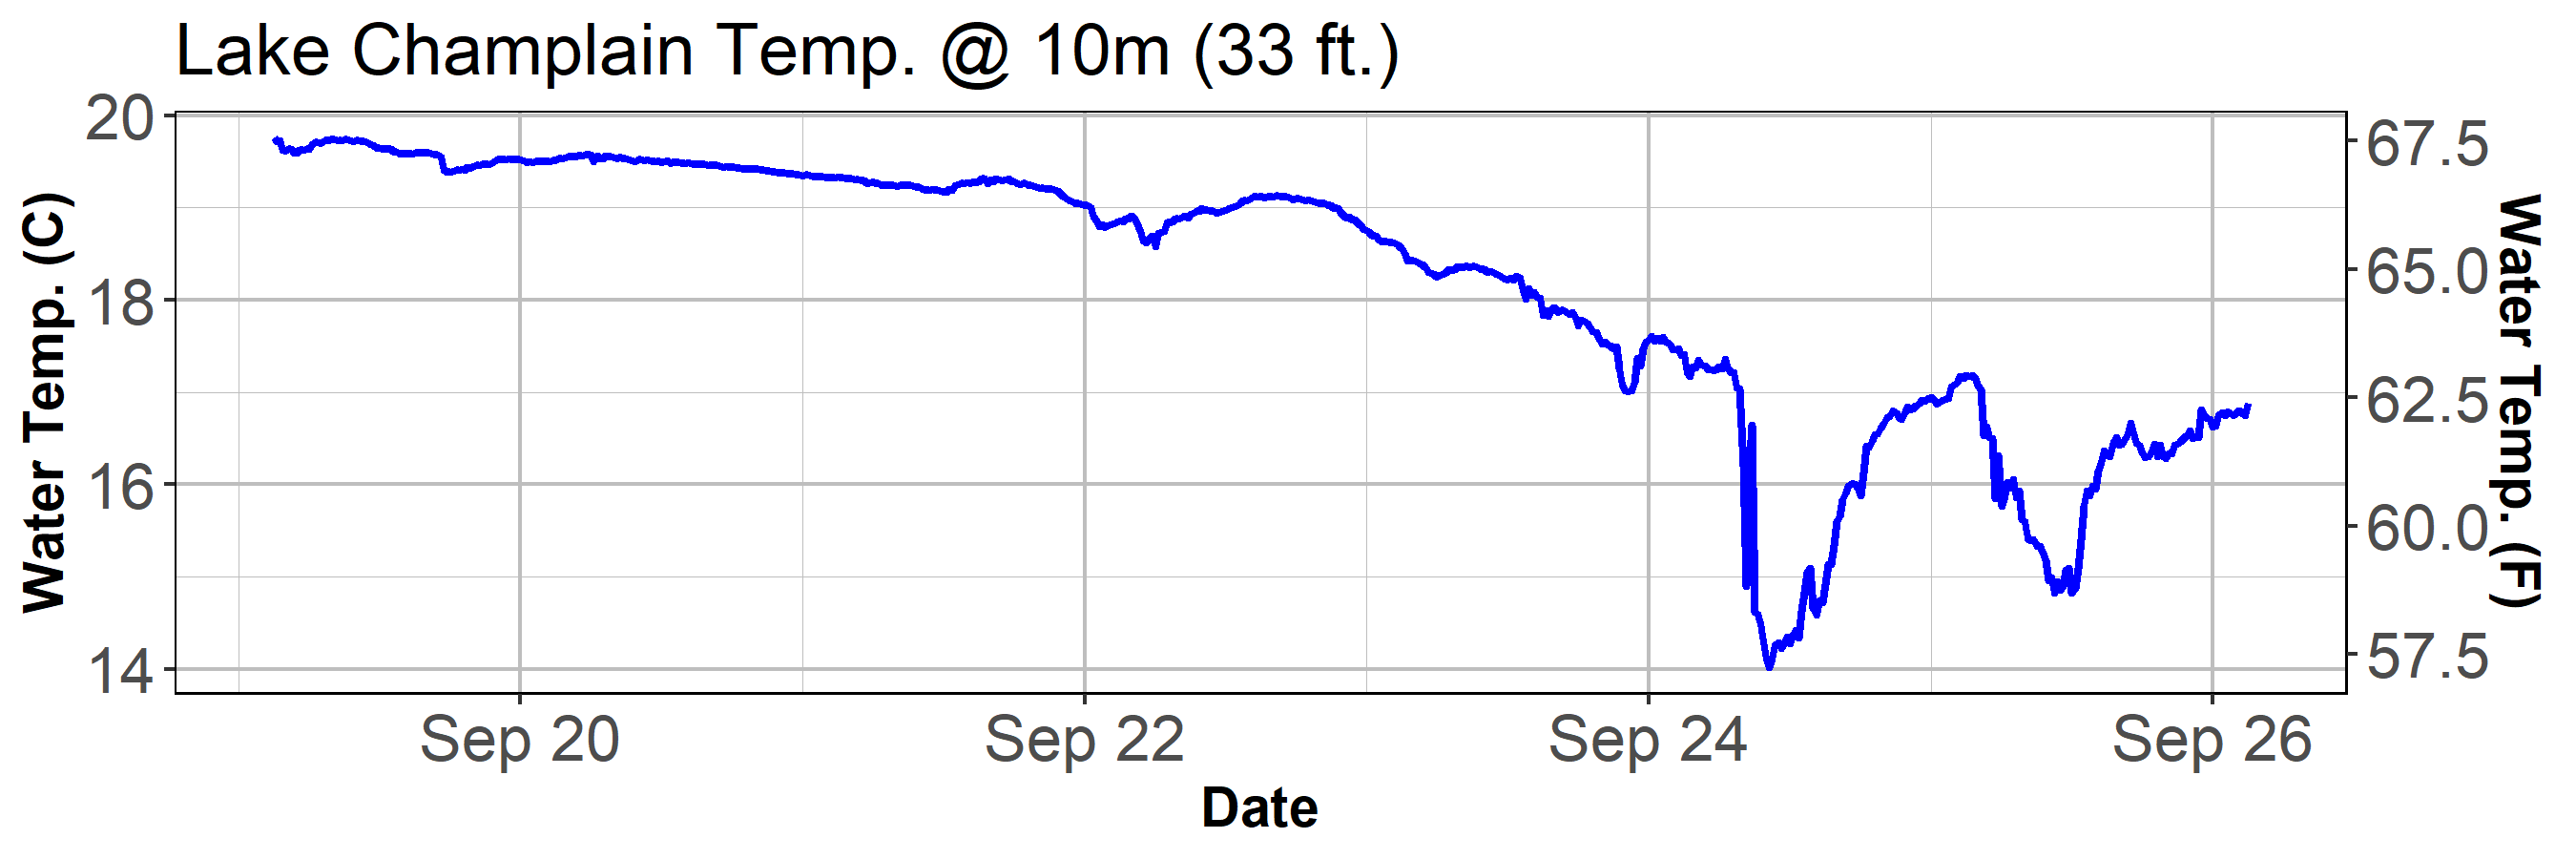 Lake Champlain Temp. @ 10m (33 ft.)
Water Temp. (C)
20
18
16
14
67.5
65.0
62.5
60.0
57.5
Water Temp. (F)
Sep 20 Sep 22 Sep 24 Sep 26
Date